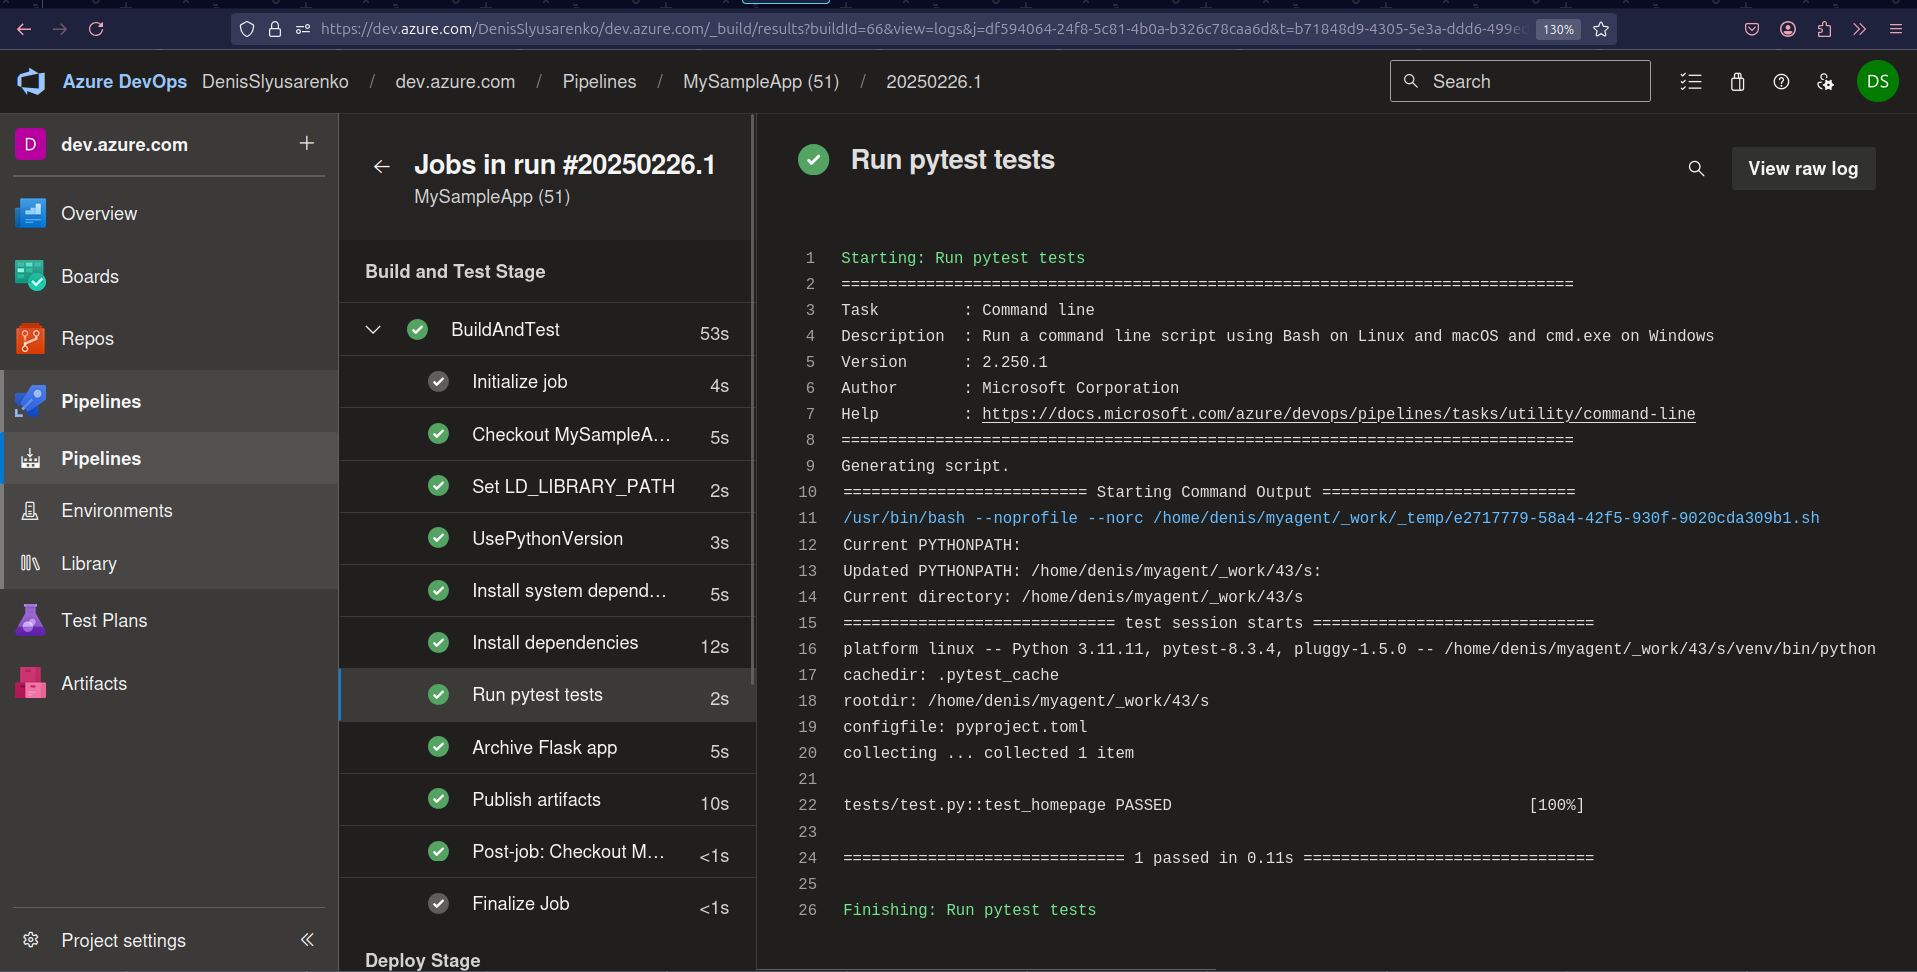 https://dev.azure.com/DenisSlyusarenko/dev.azure.com/_build/results?buildId=66&view=logs&j=df594064-24f8-5c81-4b0a-b326c78caa6d&t=b71848d9-4305-5e3a-ddd6-499ec
130%
Azure DevOps DenisSlyusarenko / dev.azure.com / Pipelines / MySampleApp (51) / 20250226.1
Search
DS
D dev.azure.com +
Overview
Boards
Repos
Pipelines
Pipelines
Environments
Library
Test Plans
Artifacts
Project settings
Jobs in run #20250226.1
MySampleApp (51)
Build and Test Stage
BuildAndTest 53s
Initialize job 4s
Checkout MySampleA... 5s
Set LD_LIBRARY_PATH 2s
UsePythonVersion 3s
Install system depend... 5s
Install dependencies 12s
Run pytest tests 2s
Archive Flask app 5s
Publish artifacts 10s
Post-job: Checkout M... <1s
Finalize Job <1s
Deploy Stage
Run pytest tests
View raw log
1 Starting: Run pytest tests
2 ==============================================================================
3 Task : Command line
4 Description : Run a command line script using Bash on Linux and macOS and cmd.exe on Windows
5 Version : 2.250.1
6 Author : Microsoft Corporation
7 Help : https://docs.microsoft.com/azure/devops/pipelines/tasks/utility/command-line
8 ==============================================================================
9 Generating script.
10 ========================== Starting Command Output ===========================
11 /usr/bin/bash --noprofile --norc /home/denis/myagent/_work/_temp/e2717779-58a4-42f5-930f-9020cda309b1.sh
12 Current PYTHONPATH:
13 Updated PYTHONPATH: /home/denis/myagent/_work/43/s:
14 Current directory: /home/denis/myagent/_work/43/s
15 ============================= test session starts ==============================
16 platform linux -- Python 3.11.11, pytest-8.3.4, pluggy-1.5.0 -- /home/denis/myagent/_work/43/s/venv/bin/python
17 cachedir: .pytest_cache
18 rootdir: /home/denis/myagent/_work/43/s
19 configfile: pyproject.toml
20 collecting ... collected 1 item
21
22 tests/test.py::test_homepage PASSED [100%]
23
24 ============================== 1 passed in 0.11s ===============================
25
26 Finishing: Run pytest tests